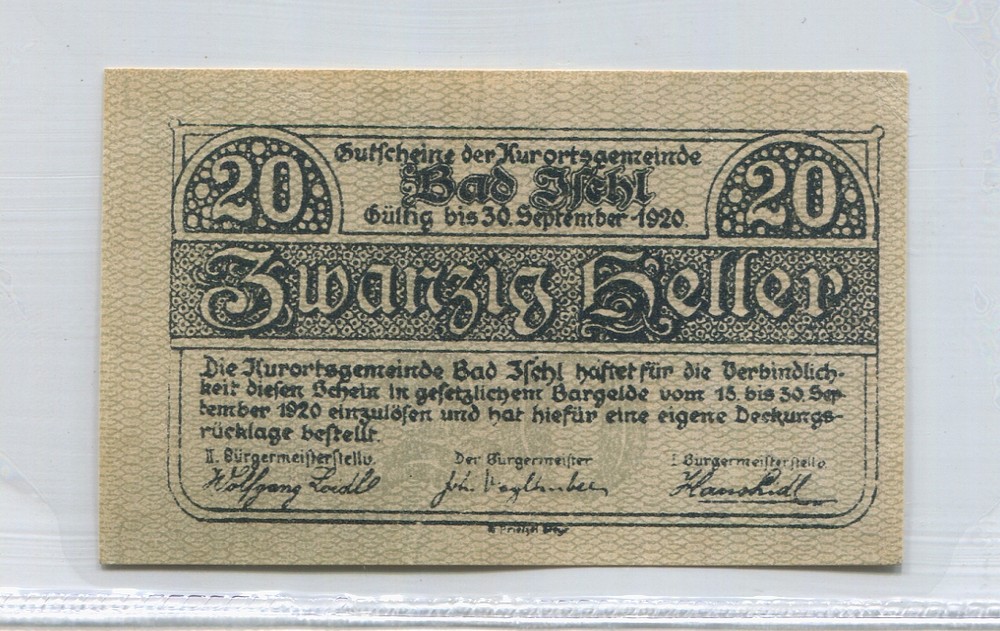 20 Gutscheine der Kurortsgemeinde 20
Bad Ischl
Gültig bis 30. September 1920.
Zwanzig Heller
Die Kurortsgemeinde Bad Ischl haftet für die Verbindlich-
keit diesen Schein in gesetzlichem Bargelde vom 15. bis 30. Sep-
tember 1920 einzulösen und hat hiefür eine eigene Deckungs-
rücklage bestellt.
II. Bürgermeisterstellv. Der Bürgermeister I Bürgermeisterstellv.
Wolfgang Loidl